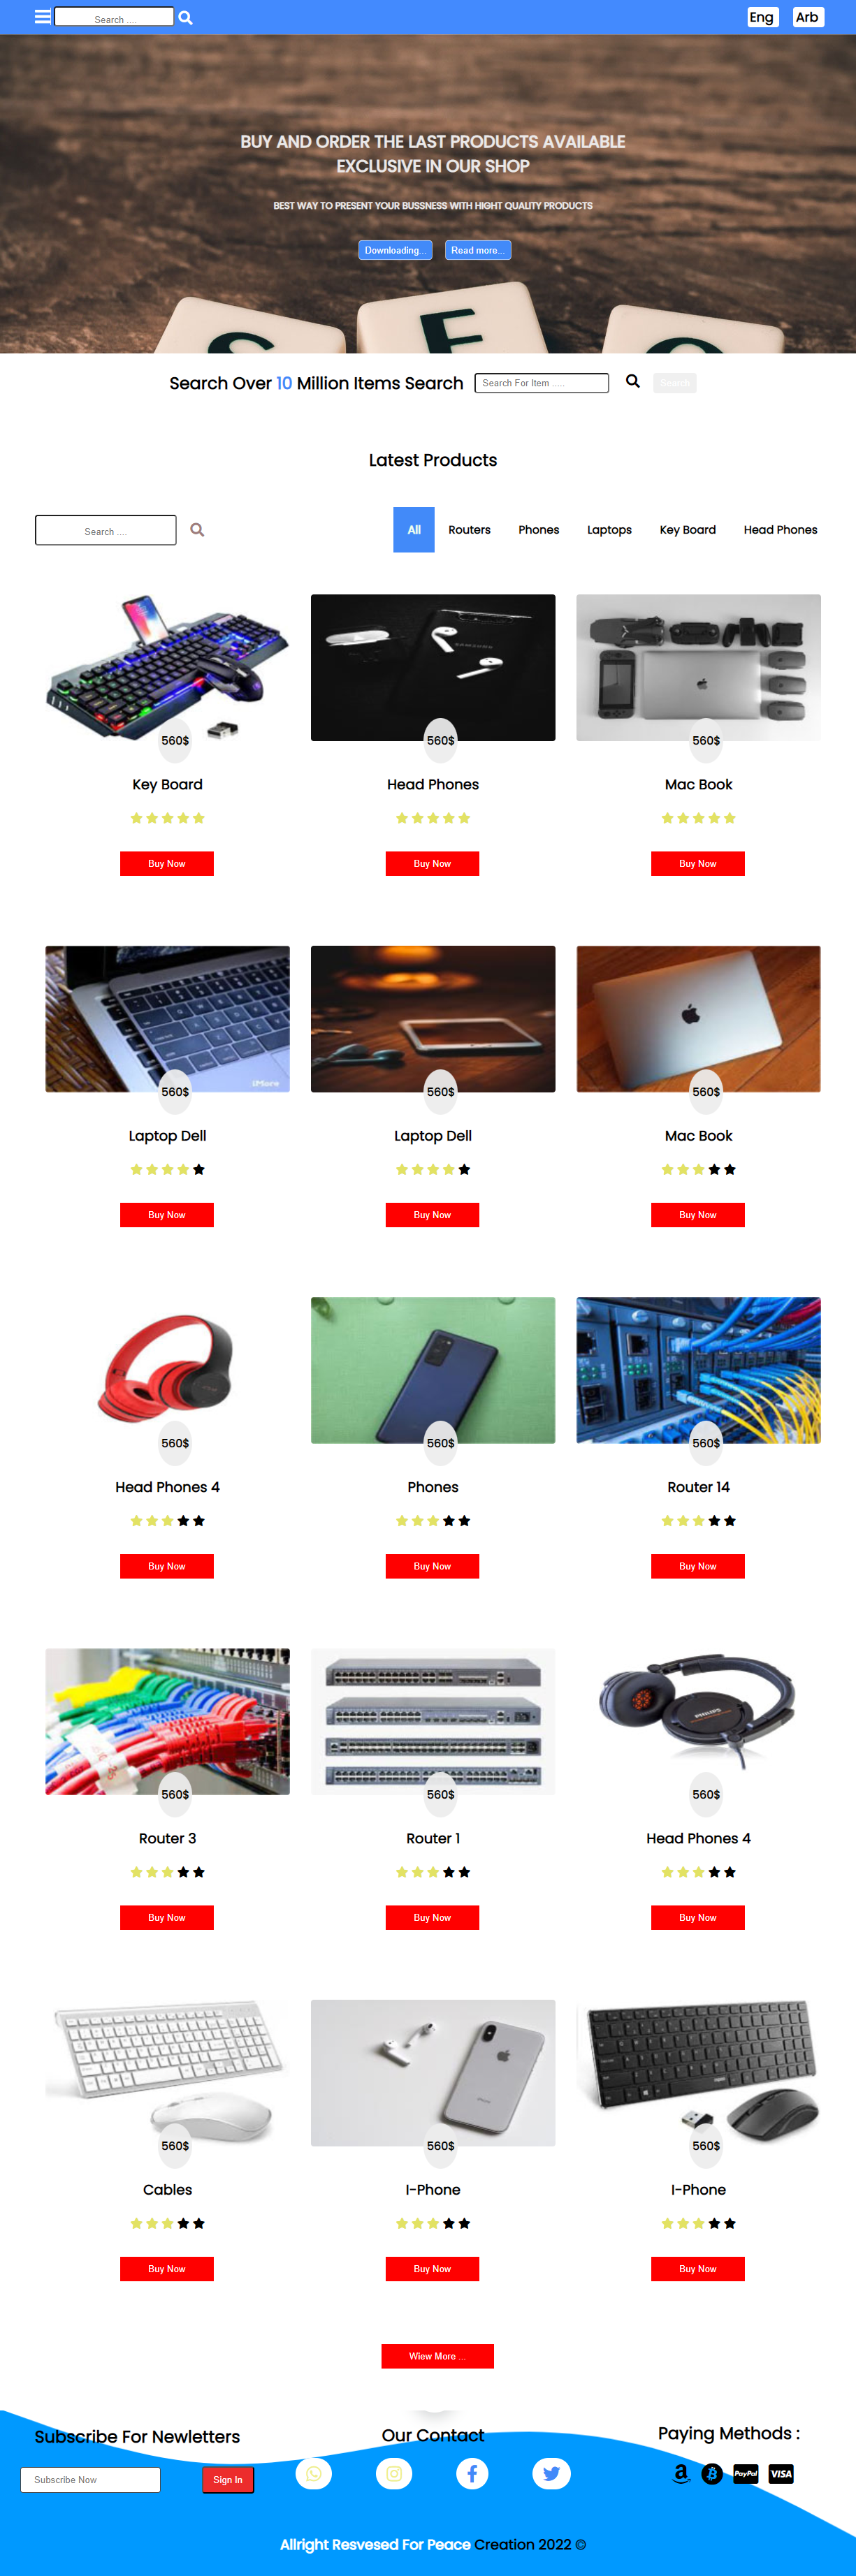 Search ....
Eng
Arb
BUY AND ORDER THE LAST PRODUCTS AVAILABLE
EXCLUSIVE IN OUR SHOP
BEST WAY TO PRESENT YOUR BUSSNESS WITH HIGHT QUALITY PRODUCTS
Downloading...
Read more...
S E O
Search Over 10 Million Items Search
Search For Item .....
Search
Latest Products
Search ....
All
Routers
Phones
Laptops
Key Board
Head Phones
SAMSUNG
560$
560$
560$
Key Board
Head Phones
Mac Book
Buy Now
Buy Now
Buy Now
iMore
560$
560$
560$
Laptop Dell
Laptop Dell
Mac Book
Buy Now
Buy Now
Buy Now
560$
560$
560$
Head Phones 4
Phones
Router 14
Buy Now
Buy Now
Buy Now
PHILIPS
560$
560$
560$
Router 3
Router 1
Head Phones 4
Buy Now
Buy Now
Buy Now
560$
560$
560$
Cables
I-Phone
I-Phone
Buy Now
Buy Now
Buy Now
Wiew More ...
Subscribe For Newletters
Our Contact
Paying Methods :
Subscribe Now
Sign In
PayPal
VISA
Allright Resvesed For Peace Creation 2022 ©